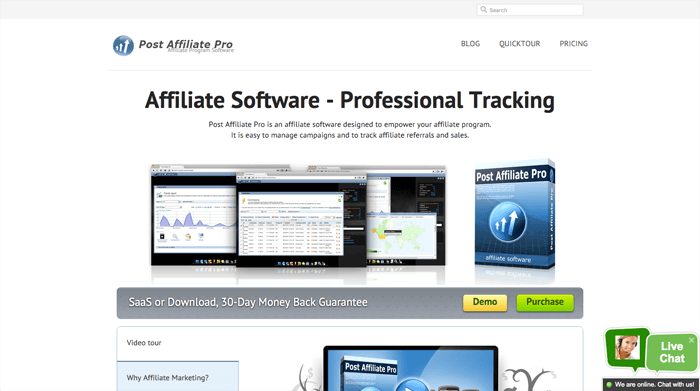 Search
Post Affiliate Pro
Affiliate Program Software
BLOG
QUICKTOUR
PRICING
Affiliate Software - Professional Tracking
Post Affiliate Pro is an affiliate software designed to empower your affiliate program.
It is easy to manage campaigns and to track affiliate referrals and sales.
Post Affiliate Pro
affiliate software
SaaS or Download, 30-Day Money Back Guarantee
Demo
Purchase
Video tour
Why Affiliate Marketing?
Post Affiliate Pro
Live
Chat
We are online. Chat with us!